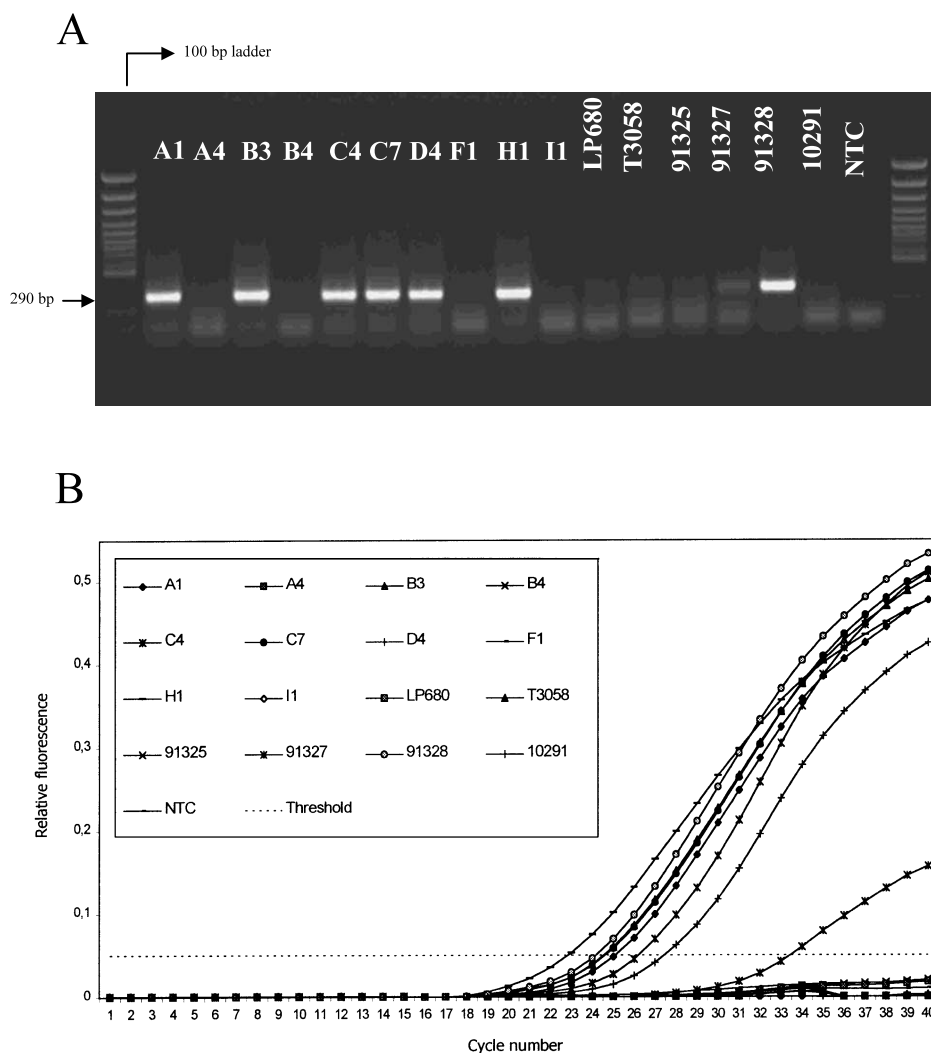 A
100 bp ladder
A1 A4 B3 B4 C4 C7 D4 F1 H1 I1 LP680 T3058 91325 91327 91328 10291 NTC
290 bp
B
A1 A4 B3 B4
C4 C7 D4 F1
H1 I1 LP680 T3058
91325 91327 91328 10291
NTC Threshold
Relative fluorescence
0,5
0,4
0,3
0,2
0,1
0
1 2 3 4 5 6 7 8 9 10 11 12 13 14 15 16 17 18 19 20 21 22 23 24 25 26 27 28 29 30 31 32 33 34 35 36 37 38 39 40
Cycle number